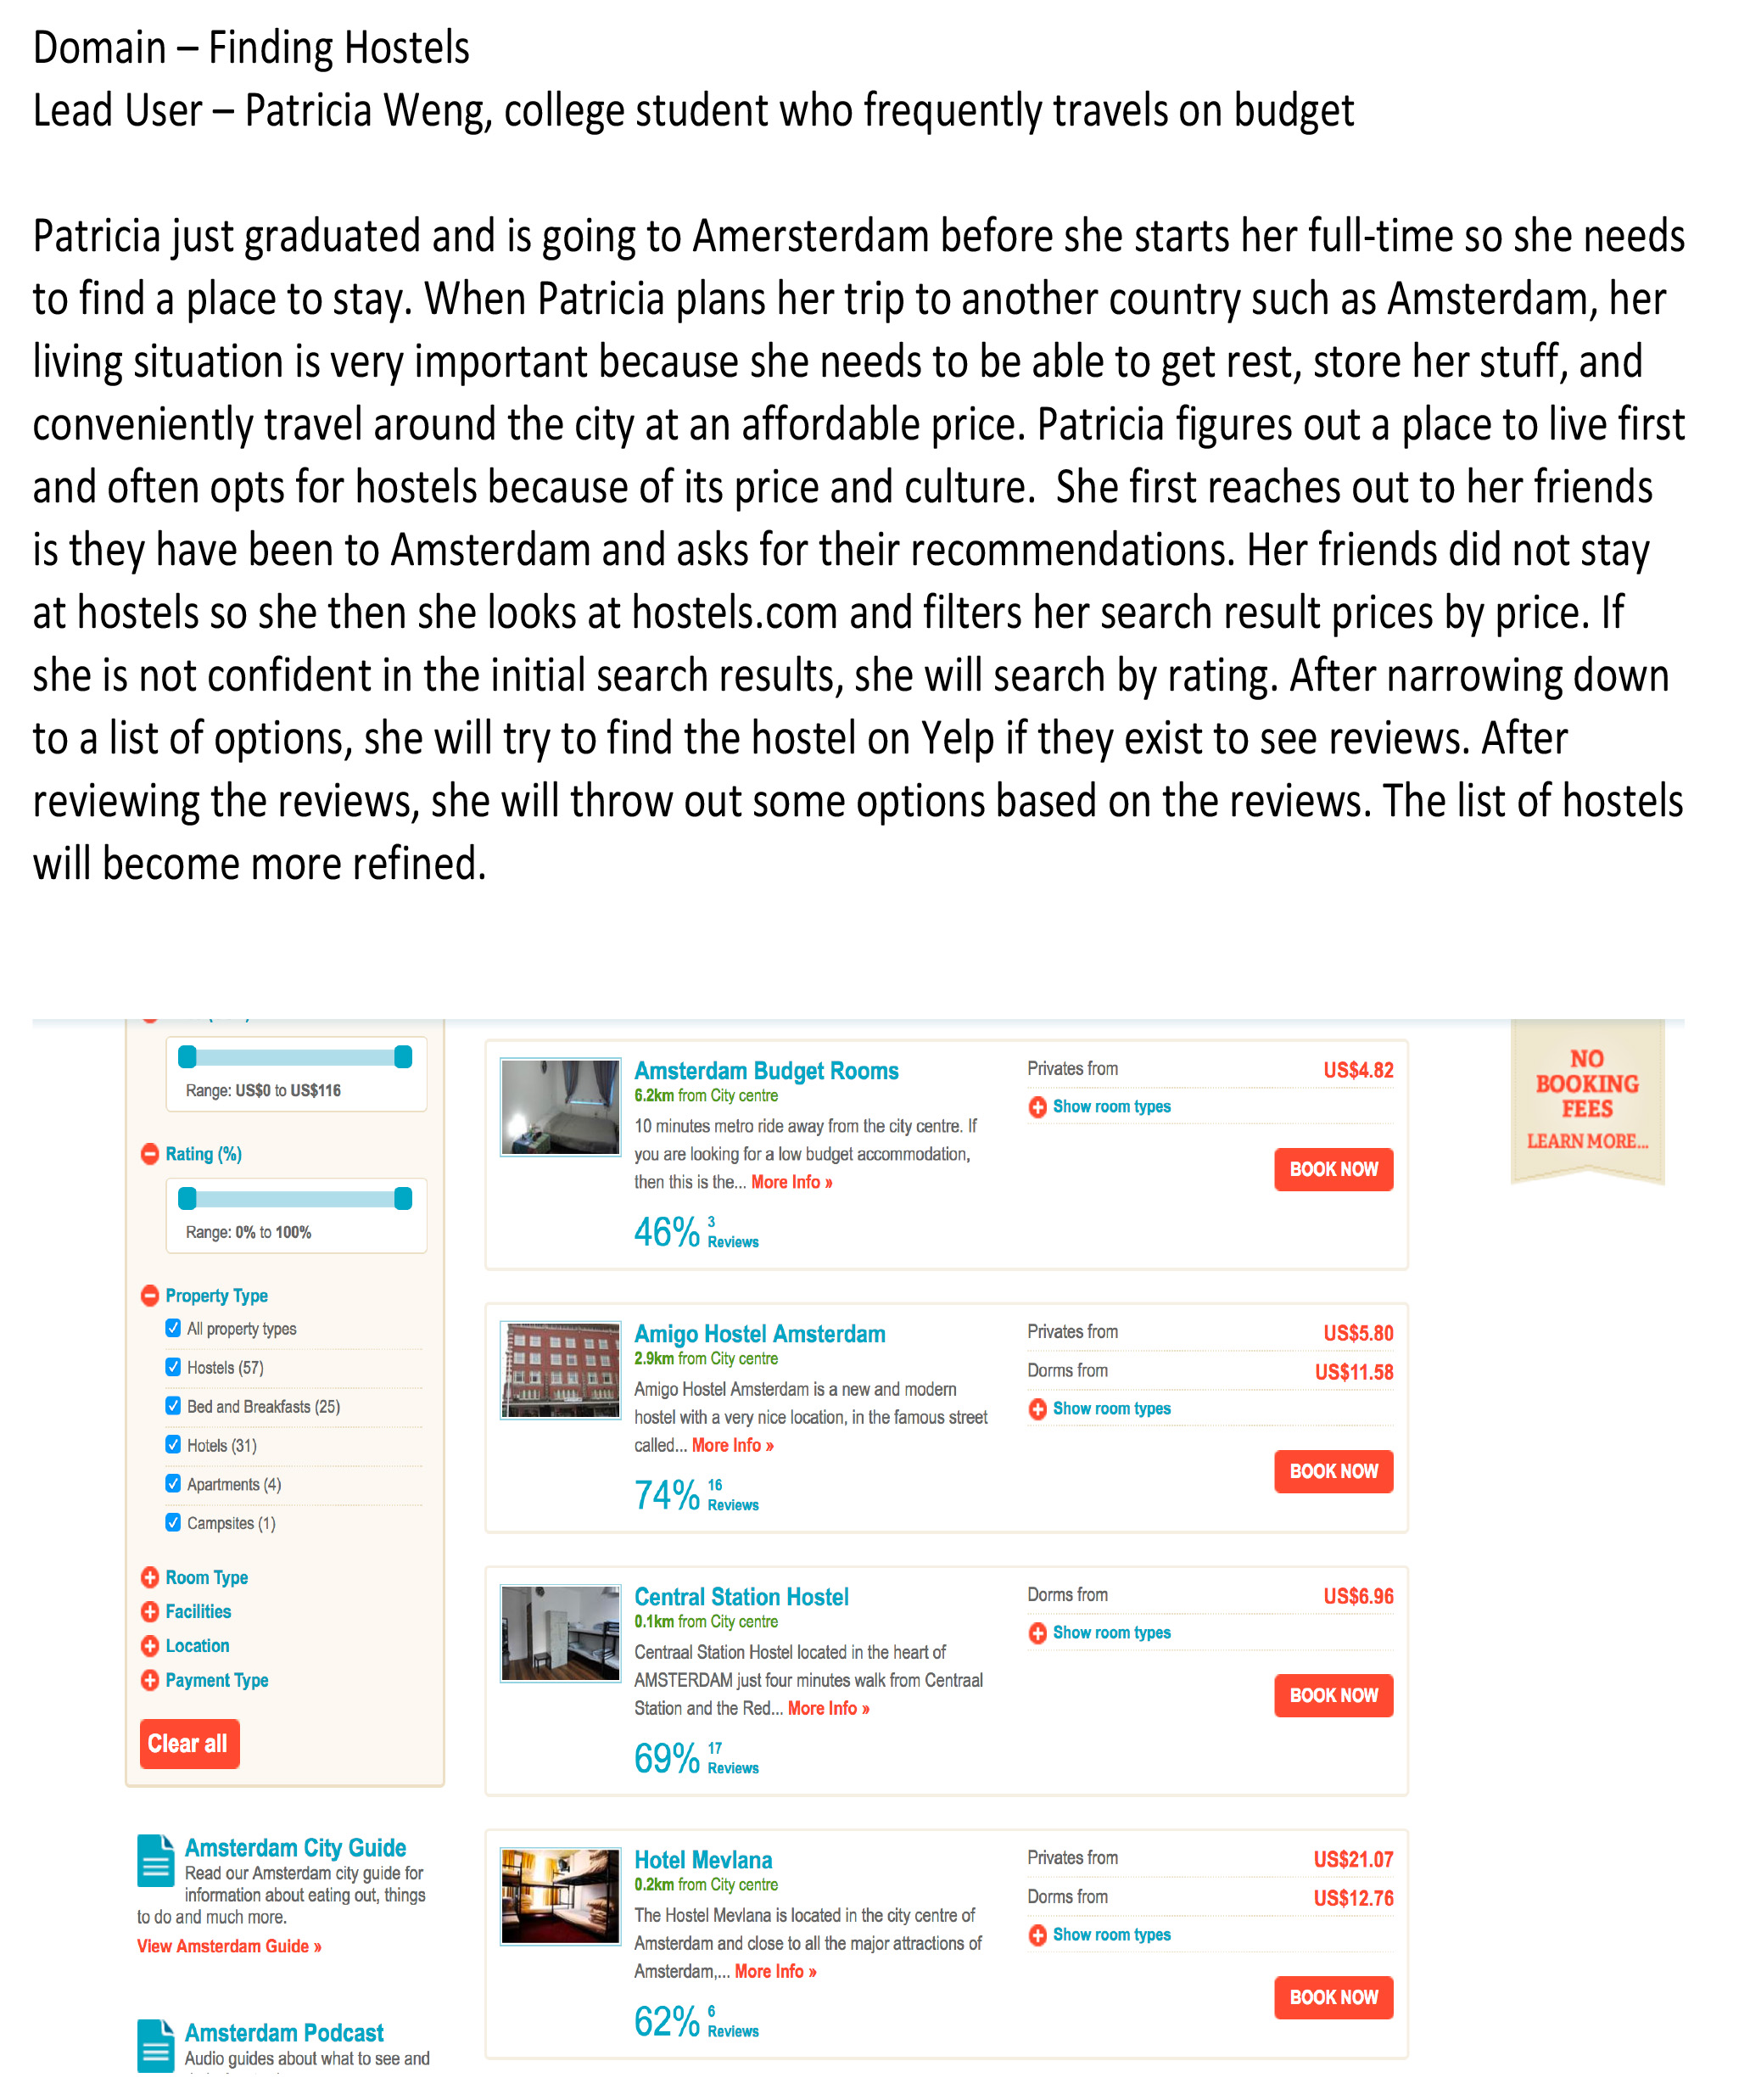 Domain – Finding Hostels
Lead User – Patricia Weng, college student who frequently travels on budget
Patricia just graduated and is going to Amersterdam before she starts her full-time so she needs
to find a place to stay. When Patricia plans her trip to another country such as Amsterdam, her
living situation is very important because she needs to be able to get rest, store her stuff, and
conveniently travel around the city at an affordable price. Patricia figures out a place to live first
and often opts for hostels because of its price and culture.  She first reaches out to her friends
is they have been to Amsterdam and asks for their recommendations. Her friends did not stay
at hostels so she then she looks at hostels.com and filters her search result prices by price. If
she is not confident in the initial search results, she will search by rating. After narrowing down
to a list of options, she will try to find the hostel on Yelp if they exist to see reviews. After
reviewing the reviews, she will throw out some options based on the reviews. The list of hostels
will become more refined.
Range: US$0 to US$116
Rating (%)
Range: 0% to 100%
Property Type
All property types
Hostels (57)
Bed and Breakfasts (25)
Hotels (31)
Apartments (4)
Campsites (1)
Room Type
Facilities
Location
Payment Type
Clear all
Amsterdam City Guide
Read our Amsterdam city guide for
information about eating out, things
to do and much more.
View Amsterdam Guide »
Amsterdam Podcast
Audio guides about what to see and
Amsterdam Budget Rooms
6.2km from City centre
10 minutes metro ride away from the city centre. If
you are looking for a low budget accommodation,
then this is the... More Info »
46% 3 Reviews
Privates from US$4.82
Show room types
BOOK NOW
Amigo Hostel Amsterdam
2.9km from City centre
Amigo Hostel Amsterdam is a new and modern
hostel with a very nice location, in the famous street
called... More Info »
74% 16 Reviews
Privates from US$5.80
Dorms from US$11.58
Show room types
BOOK NOW
Central Station Hostel
0.1km from City centre
Centraal Station Hostel located in the heart of
AMSTERDAM just four minutes walk from Centraal
Station and the Red... More Info »
69% 17 Reviews
Dorms from US$6.96
Show room types
BOOK NOW
Hotel Mevlana
0.2km from City centre
The Hostel Mevlana is located in the city centre of
Amsterdam and close to all the major attractions of
Amsterdam,... More Info »
62% 6 Reviews
Privates from US$21.07
Dorms from US$12.76
Show room types
BOOK NOW
NO
BOOKING
FEES
LEARN MORE...